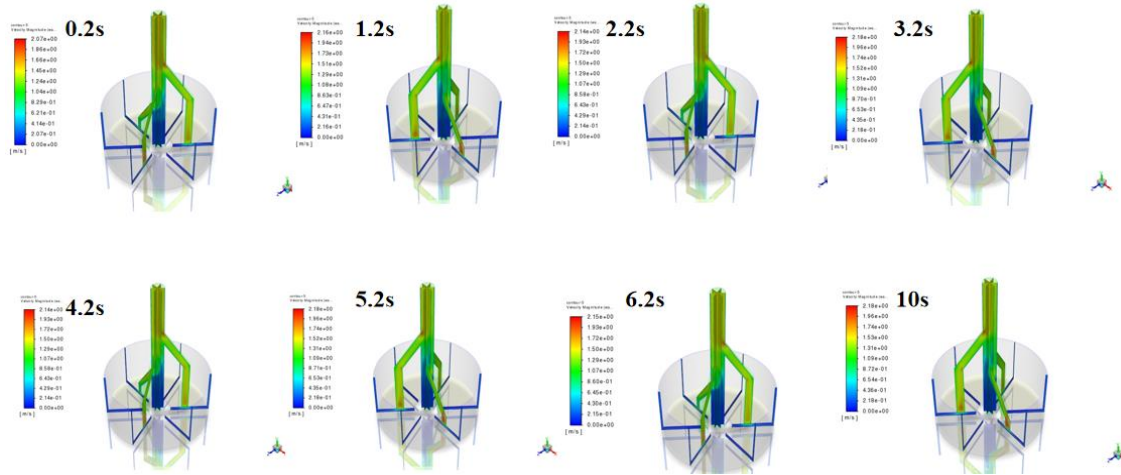 contour-5
Velocity Magnitude (mi...
0.2s
2.07e+00
1.86e+00
1.66e+00
1.45e+00
1.24e+00
1.04e+00
8.29e-01
6.21e-01
4.14e-01
2.07e-01
0.00e+00
[ m/s ]
1.2s
2.16e+00
1.94e+00
1.73e+00
1.51e+00
1.29e+00
1.08e+00
8.63e-01
6.47e-01
4.31e-01
2.16e-01
0.00e+00
[ m/s ]
2.2s
2.14e+00
1.93e+00
1.72e+00
1.50e+00
1.29e+00
1.07e+00
8.58e-01
6.43e-01
4.29e-01
2.14e-01
0.00e+00
[ m/s ]
3.2s
2.18e+00
1.96e+00
1.74e+00
1.52e+00
1.31e+00
1.09e+00
8.70e-01
6.53e-01
4.35e-01
2.18e-01
0.00e+00
[ m/s ]
4.2s
2.14e+00
1.93e+00
1.72e+00
1.50e+00
1.29e+00
1.07e+00
8.58e-01
6.43e-01
4.29e-01
2.14e-01
0.00e+00
[ m/s ]
5.2s
2.18e+00
1.96e+00
1.74e+00
1.52e+00
1.31e+00
1.09e+00
8.71e-01
6.53e-01
4.35e-01
2.18e-01
0.00e+00
[ m/s ]
6.2s
2.15e+00
1.93e+00
1.72e+00
1.50e+00
1.29e+00
1.07e+00
8.60e-01
6.45e-01
4.30e-01
2.15e-01
0.00e+00
[ m/s ]
10s
2.18e+00
1.96e+00
1.74e+00
1.53e+00
1.31e+00
1.09e+00
8.72e-01
6.54e-01
4.36e-01
2.18e-01
0.00e+00
[ m/s ]